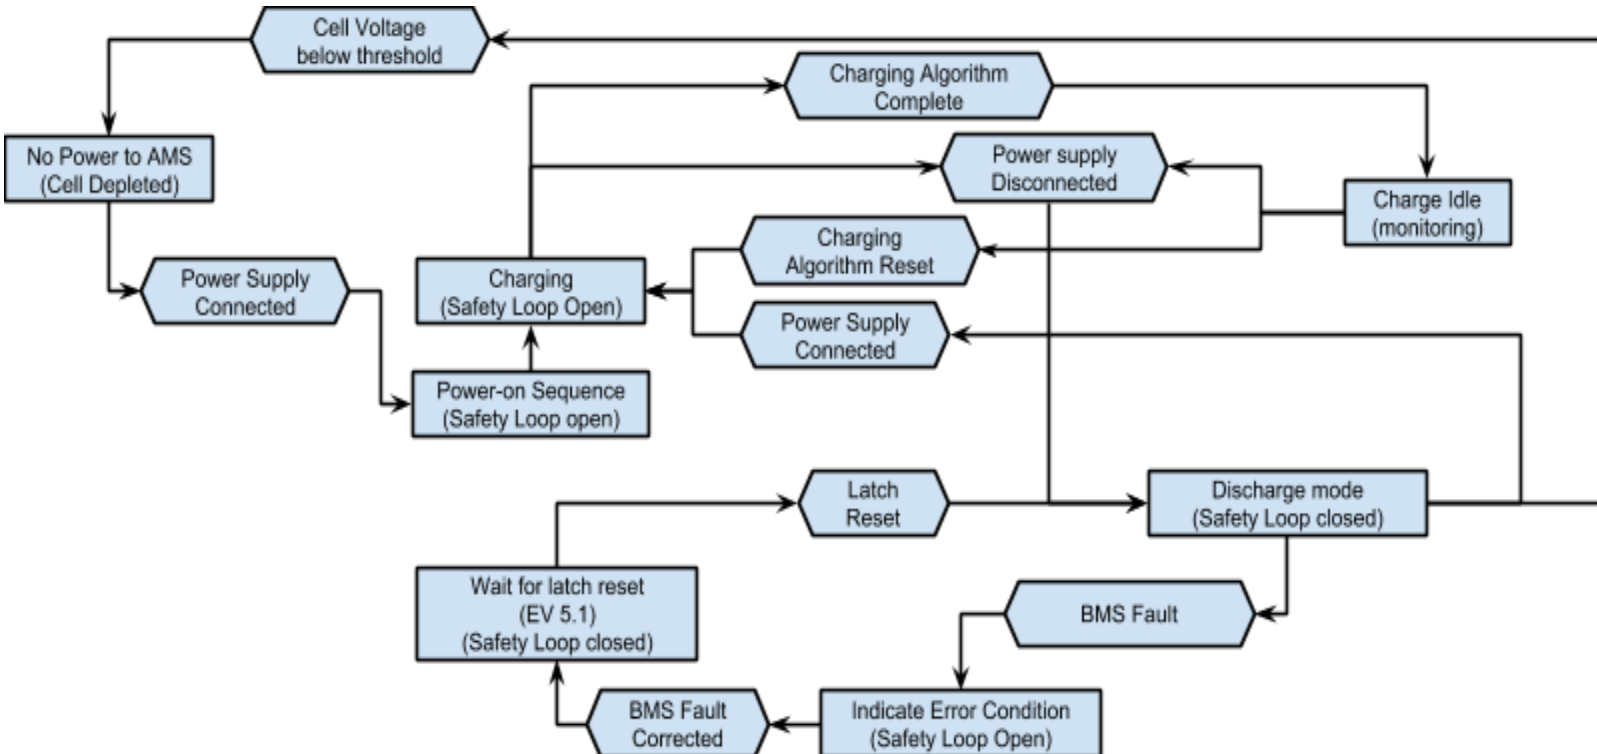 Cell Voltage
below threshold
Charging Algorithm
Complete
No Power to AMS
(Cell Depleted)
Power supply
Disconnected
Charge Idle
(monitoring)
Charging
Algorithm Reset
Power Supply
Connected
Charging
(Safety Loop Open)
Power Supply
Connected
Power-on Sequence
(Safety Loop open)
Latch
Reset
Discharge mode
(Safety Loop closed)
Wait for latch reset
(EV 5.1)
(Safety Loop closed)
BMS Fault
BMS Fault
Corrected
Indicate Error Condition
(Safety Loop Open)